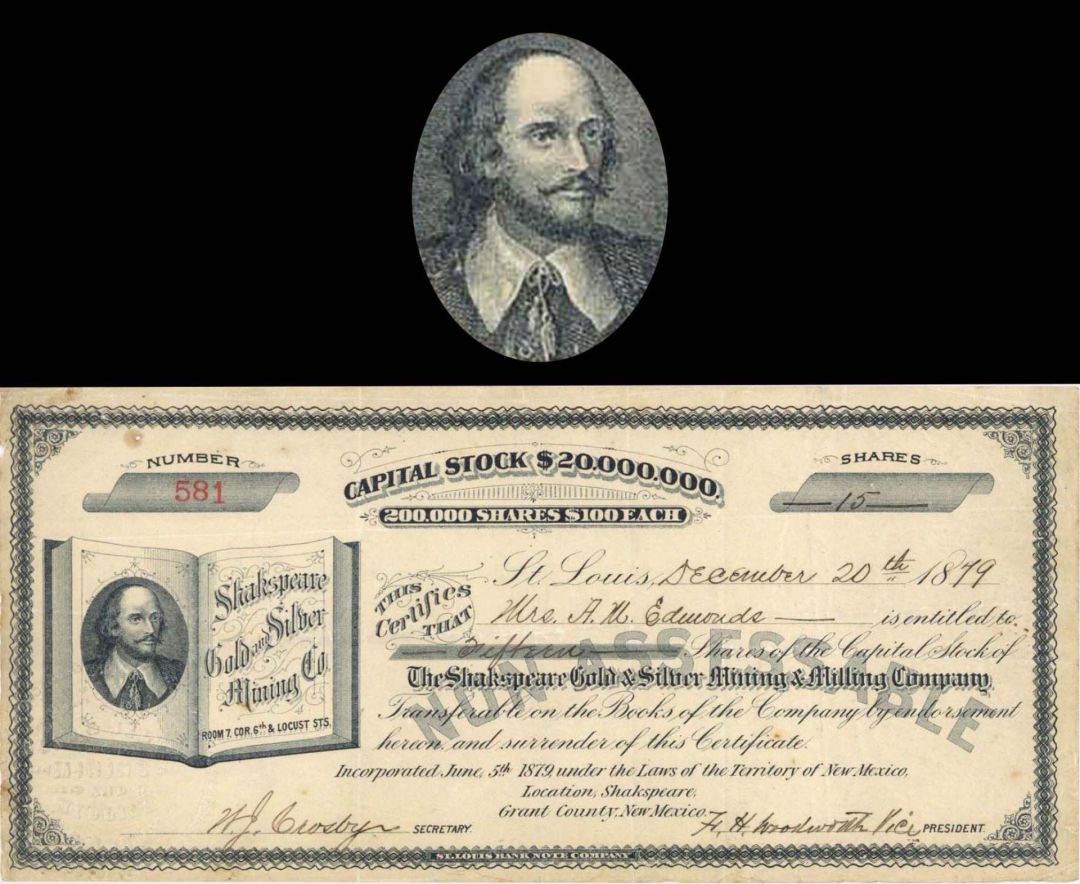 NUMBER
581
CAPITAL STOCK $20.000.000.
200.000 SHARES $100 EACH
SHARES
15
Shakspeare
Gold and Silver
Mining Co.
ROOM 7. COR. 6th & LOCUST STS.
St. Louis, December 20th 1879
THIS Certifies THAT
Mrs. A. M. Edmonds is entitled to
Fifteen Shares of the Capital Stock of
The Shakspeare Gold & Silver Mining & Milling Company,
NON ASSESSABLE
Transferable on the Books of the Company by endorsement
hereon, and surrender of this Certificate.
Incorporated June, 5th 1879, under the Laws of the Territory of New Mexico,
Location, Shakspeare,
Grant County, New Mexico.
W. J. Crosby SECRETARY.
H. Woodworth Vice PRESIDENT.
ST. LOUIS BANK NOTE COMPANY